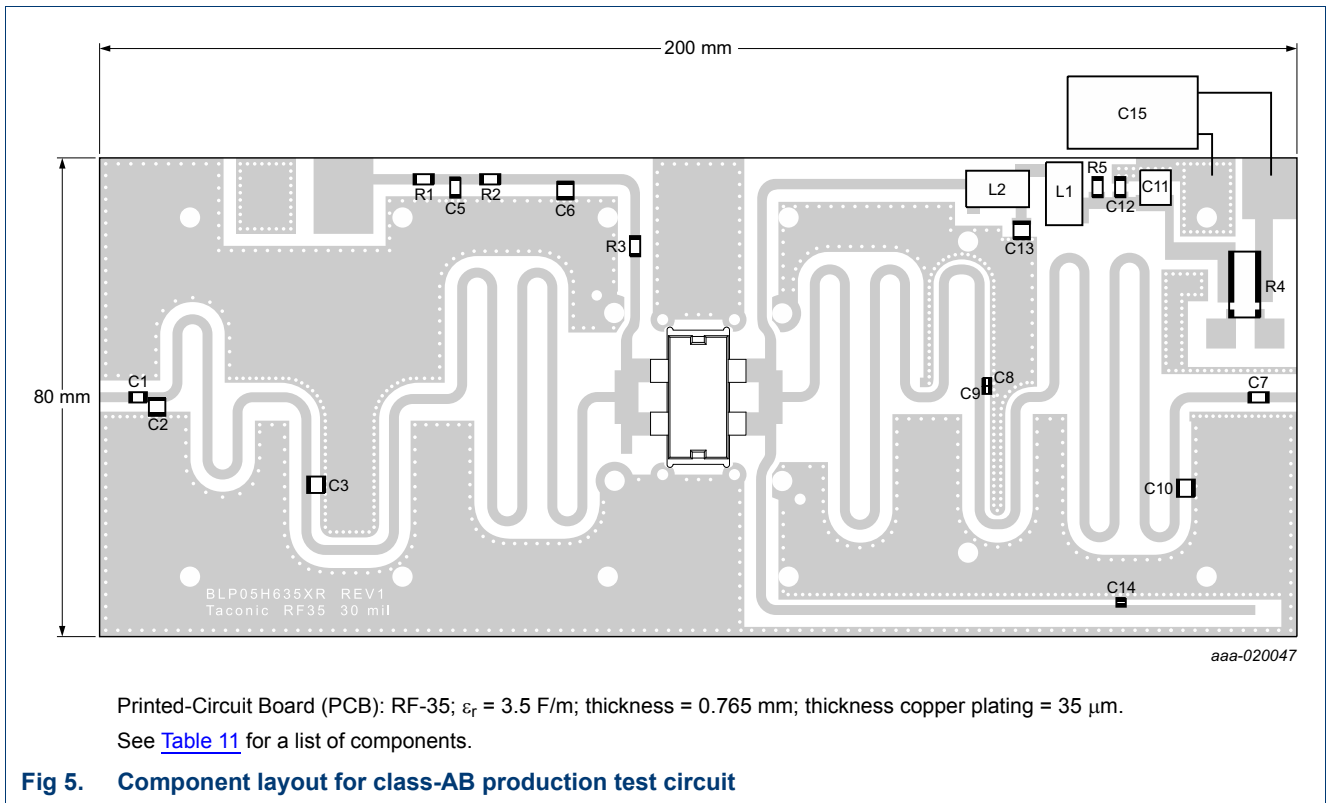 200 mm
C15
R1
C5
R2
C6
R3
L2
L1
R5
C12
C11
C13
R4
80 mm
C1
C2
C3
C9
C8
C7
C10
C14
BLP05H635XR REV1
Taconic RF35 30 mil
aaa-020047
Printed-Circuit Board (PCB): RF-35; εr = 3.5 F/m; thickness = 0.765 mm; thickness copper plating = 35 μm.
See Table 11 for a list of components.
Fig 5. Component layout for class-AB production test circuit